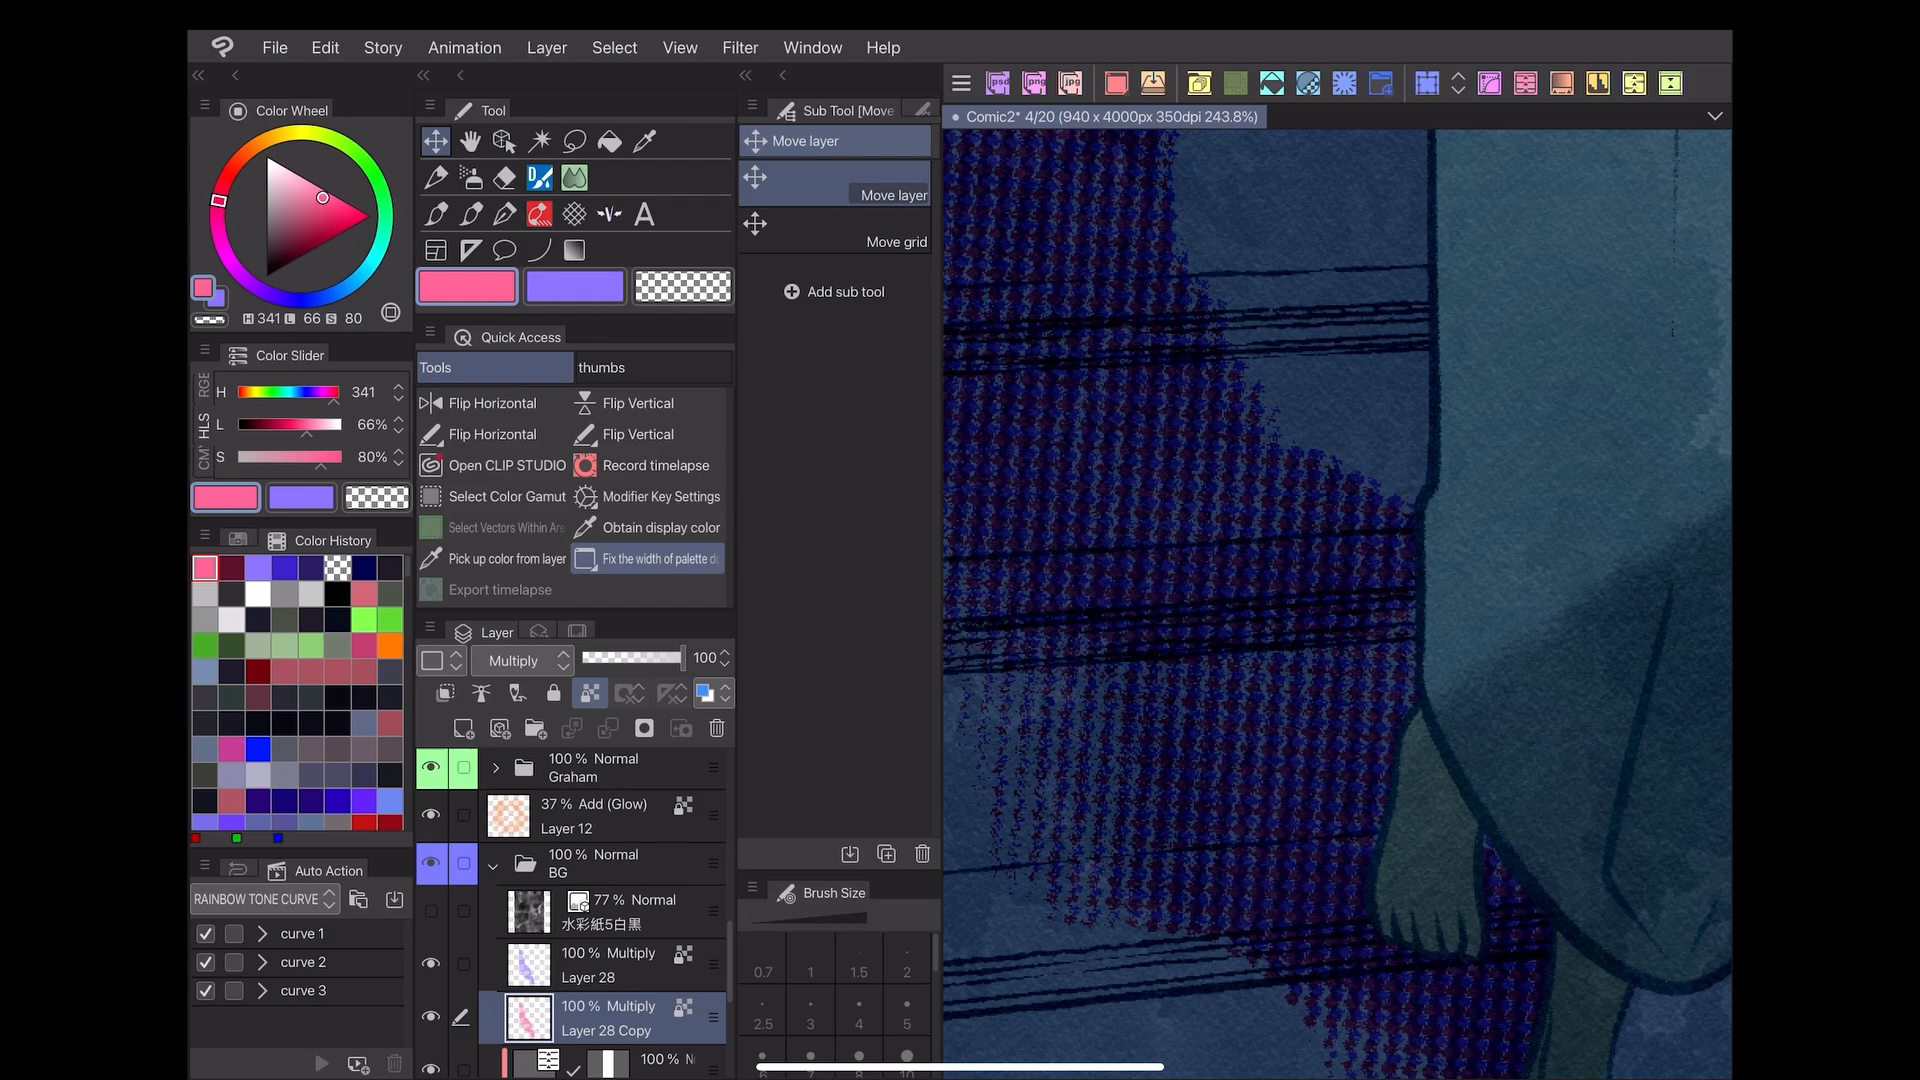 File Edit Story Animation Layer Select View Filter Window Help
psd png jpg
Comic2* 4/20 (940 x 4000px 350dpi 243.8%)
Color Wheel
H 341 L 66 S 80
Color Slider
RGB
HLS
H 341
L 66%
S 80%
Color History
Auto Action
RAINBOW TONE CURVE
curve 1
curve 2
curve 3
Tool
Quick Access
Tools thumbs
Flip Horizontal Flip Vertical
Flip Horizontal Flip Vertical
Open CLIP STUDIO Record timelapse
Select Color Gamut Modifier Key Settings
Select Vectors Within Are
Obtain display color
Pick up color from layer Fix the width of palette d
Export timelapse
Layer
Multiply 100
100 % Normal
Graham
37 % Add (Glow)
Layer 12
100 % Normal
BG
77 % Normal
水彩紙5白黒
100 % Multiply
Layer 28
100 % Multiply
Layer 28 Copy
100 %
Sub Tool [Move
Move layer
Move layer
Move grid
Add sub tool
Brush Size
0.7 1 1.5 2
2.5 3 4 5